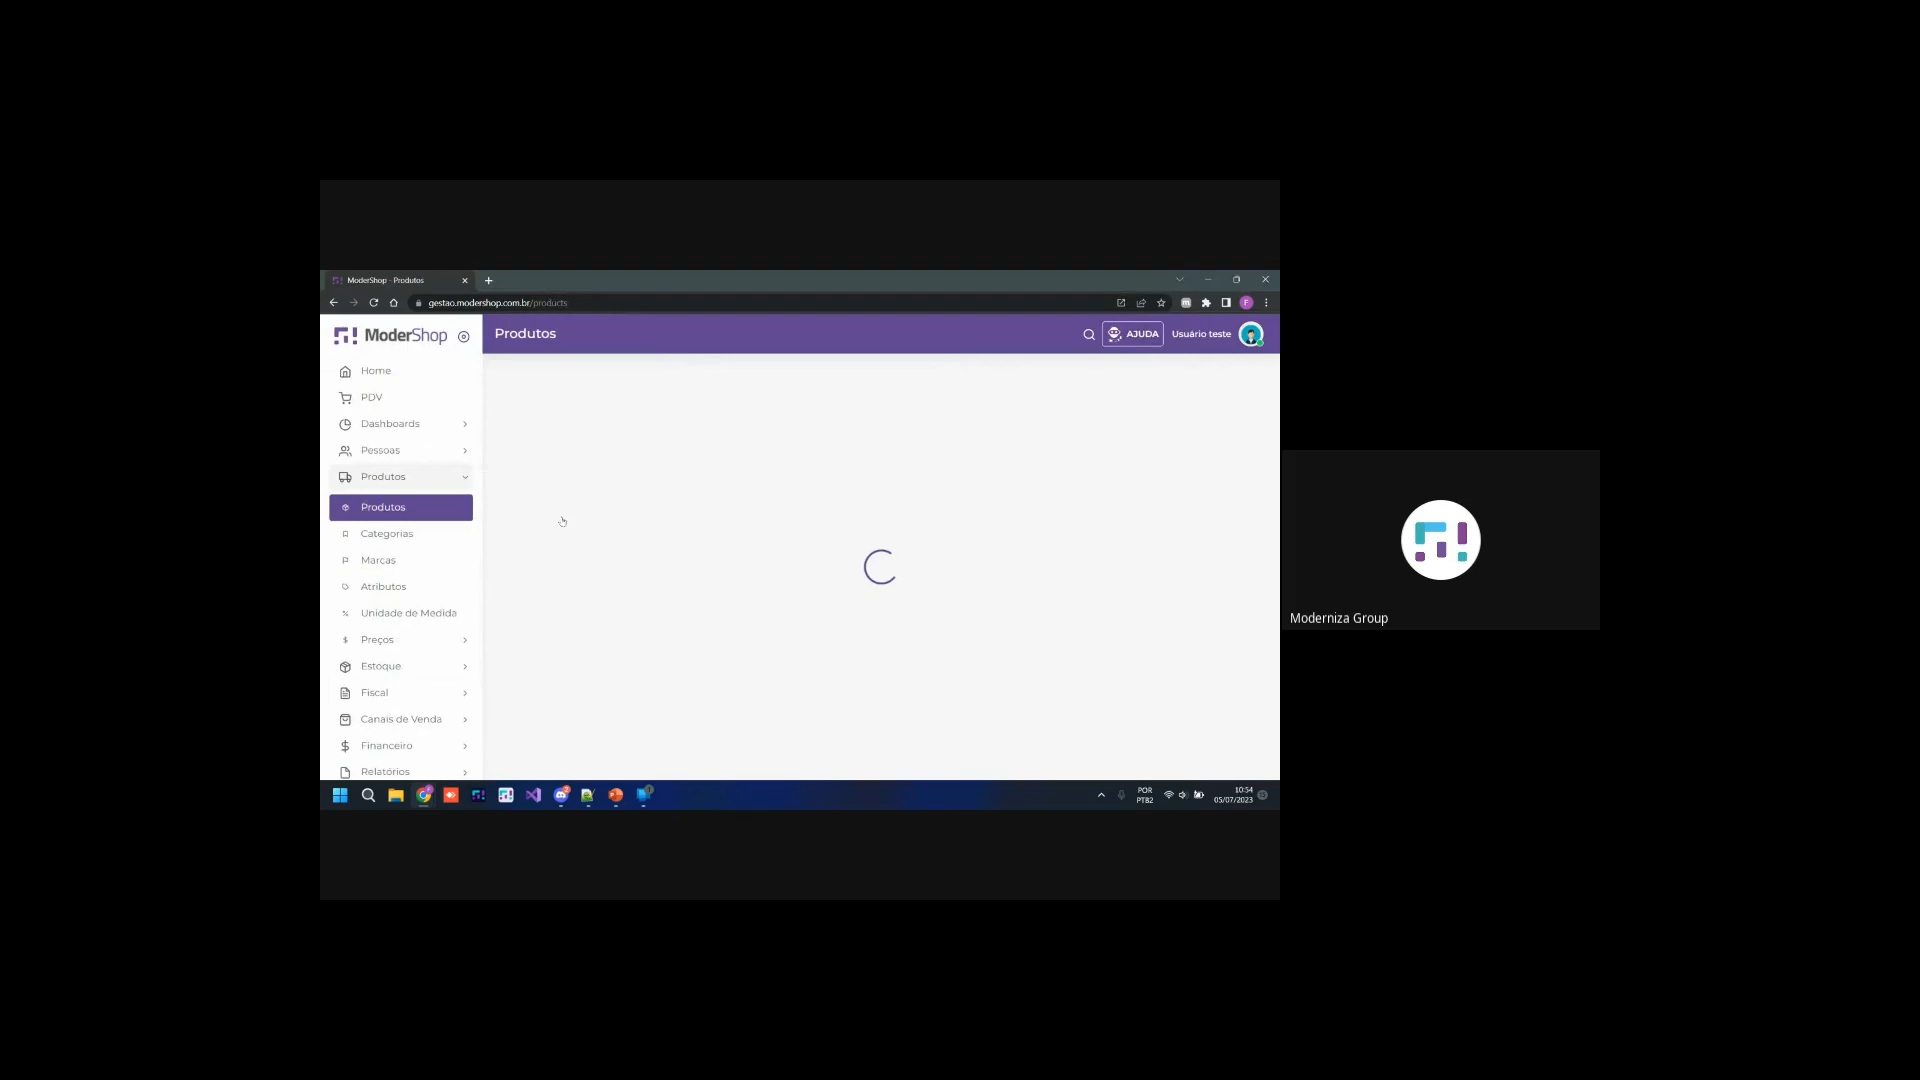 ModerShop - Produtos
gestao.modershop.com.br/products
ModerShop
Produtos
AJUDA
Usuário teste
Home
PDV
Dashboards
Pessoas
Produtos
Produtos
Categorias
Marcas
Atributos
Unidade de Medida
Preços
Estoque
Fiscal
Canais de Venda
Financeiro
Relatórios
POR
PTB2
10:54
05/07/2023
Moderniza Group